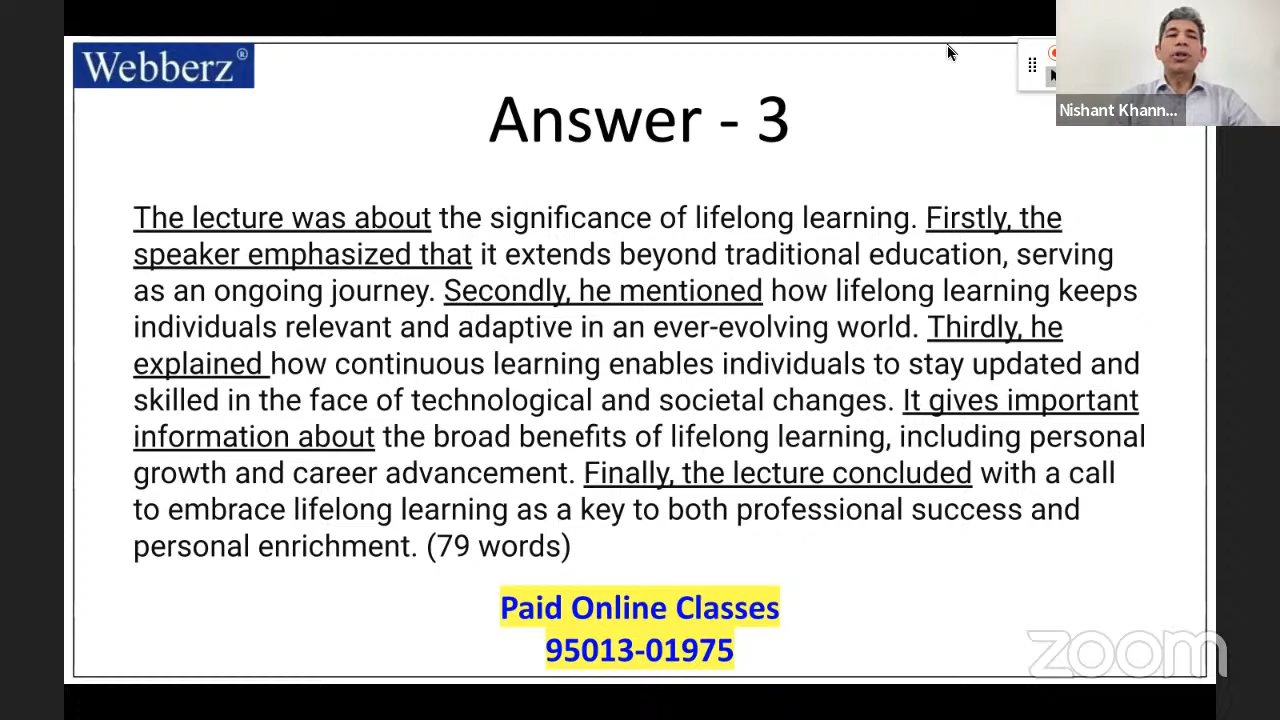 Webberz®
Answer - 3
Nishant Khann...
The lecture was about the significance of lifelong learning. Firstly, the
speaker emphasized that it extends beyond traditional education, serving
as an ongoing journey. Secondly, he mentioned how lifelong learning keeps
individuals relevant and adaptive in an ever-evolving world. Thirdly, he
explained how continuous learning enables individuals to stay updated and
skilled in the face of technological and societal changes. It gives important
information about the broad benefits of lifelong learning, including personal
growth and career advancement. Finally, the lecture concluded with a call
to embrace lifelong learning as a key to both professional success and
personal enrichment. (79 words)
Paid Online Classes
95013-01975
zoom